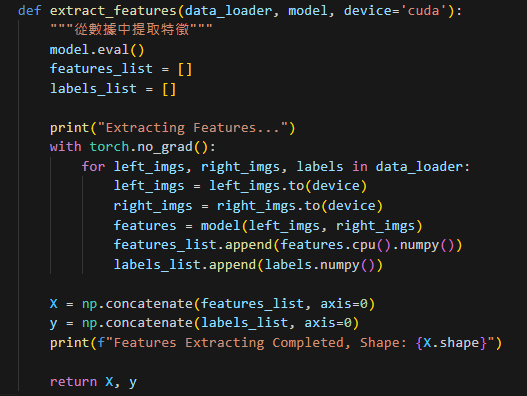 def extract_features(data_loader, model, device='cuda'):
    """從數據中提取特徵"""
    model.eval()
    features_list = []
    labels_list = []

    print("Extracting Features...")
    with torch.no_grad():
        for left_imgs, right_imgs, labels in data_loader:
            left_imgs = left_imgs.to(device)
            right_imgs = right_imgs.to(device)
            features = model(left_imgs, right_imgs)
            features_list.append(features.cpu().numpy())
            labels_list.append(labels.numpy())

    X = np.concatenate(features_list, axis=0)
    y = np.concatenate(labels_list, axis=0)
    print(f"Features Extracting Completed, Shape: {X.shape}")

    return X, y